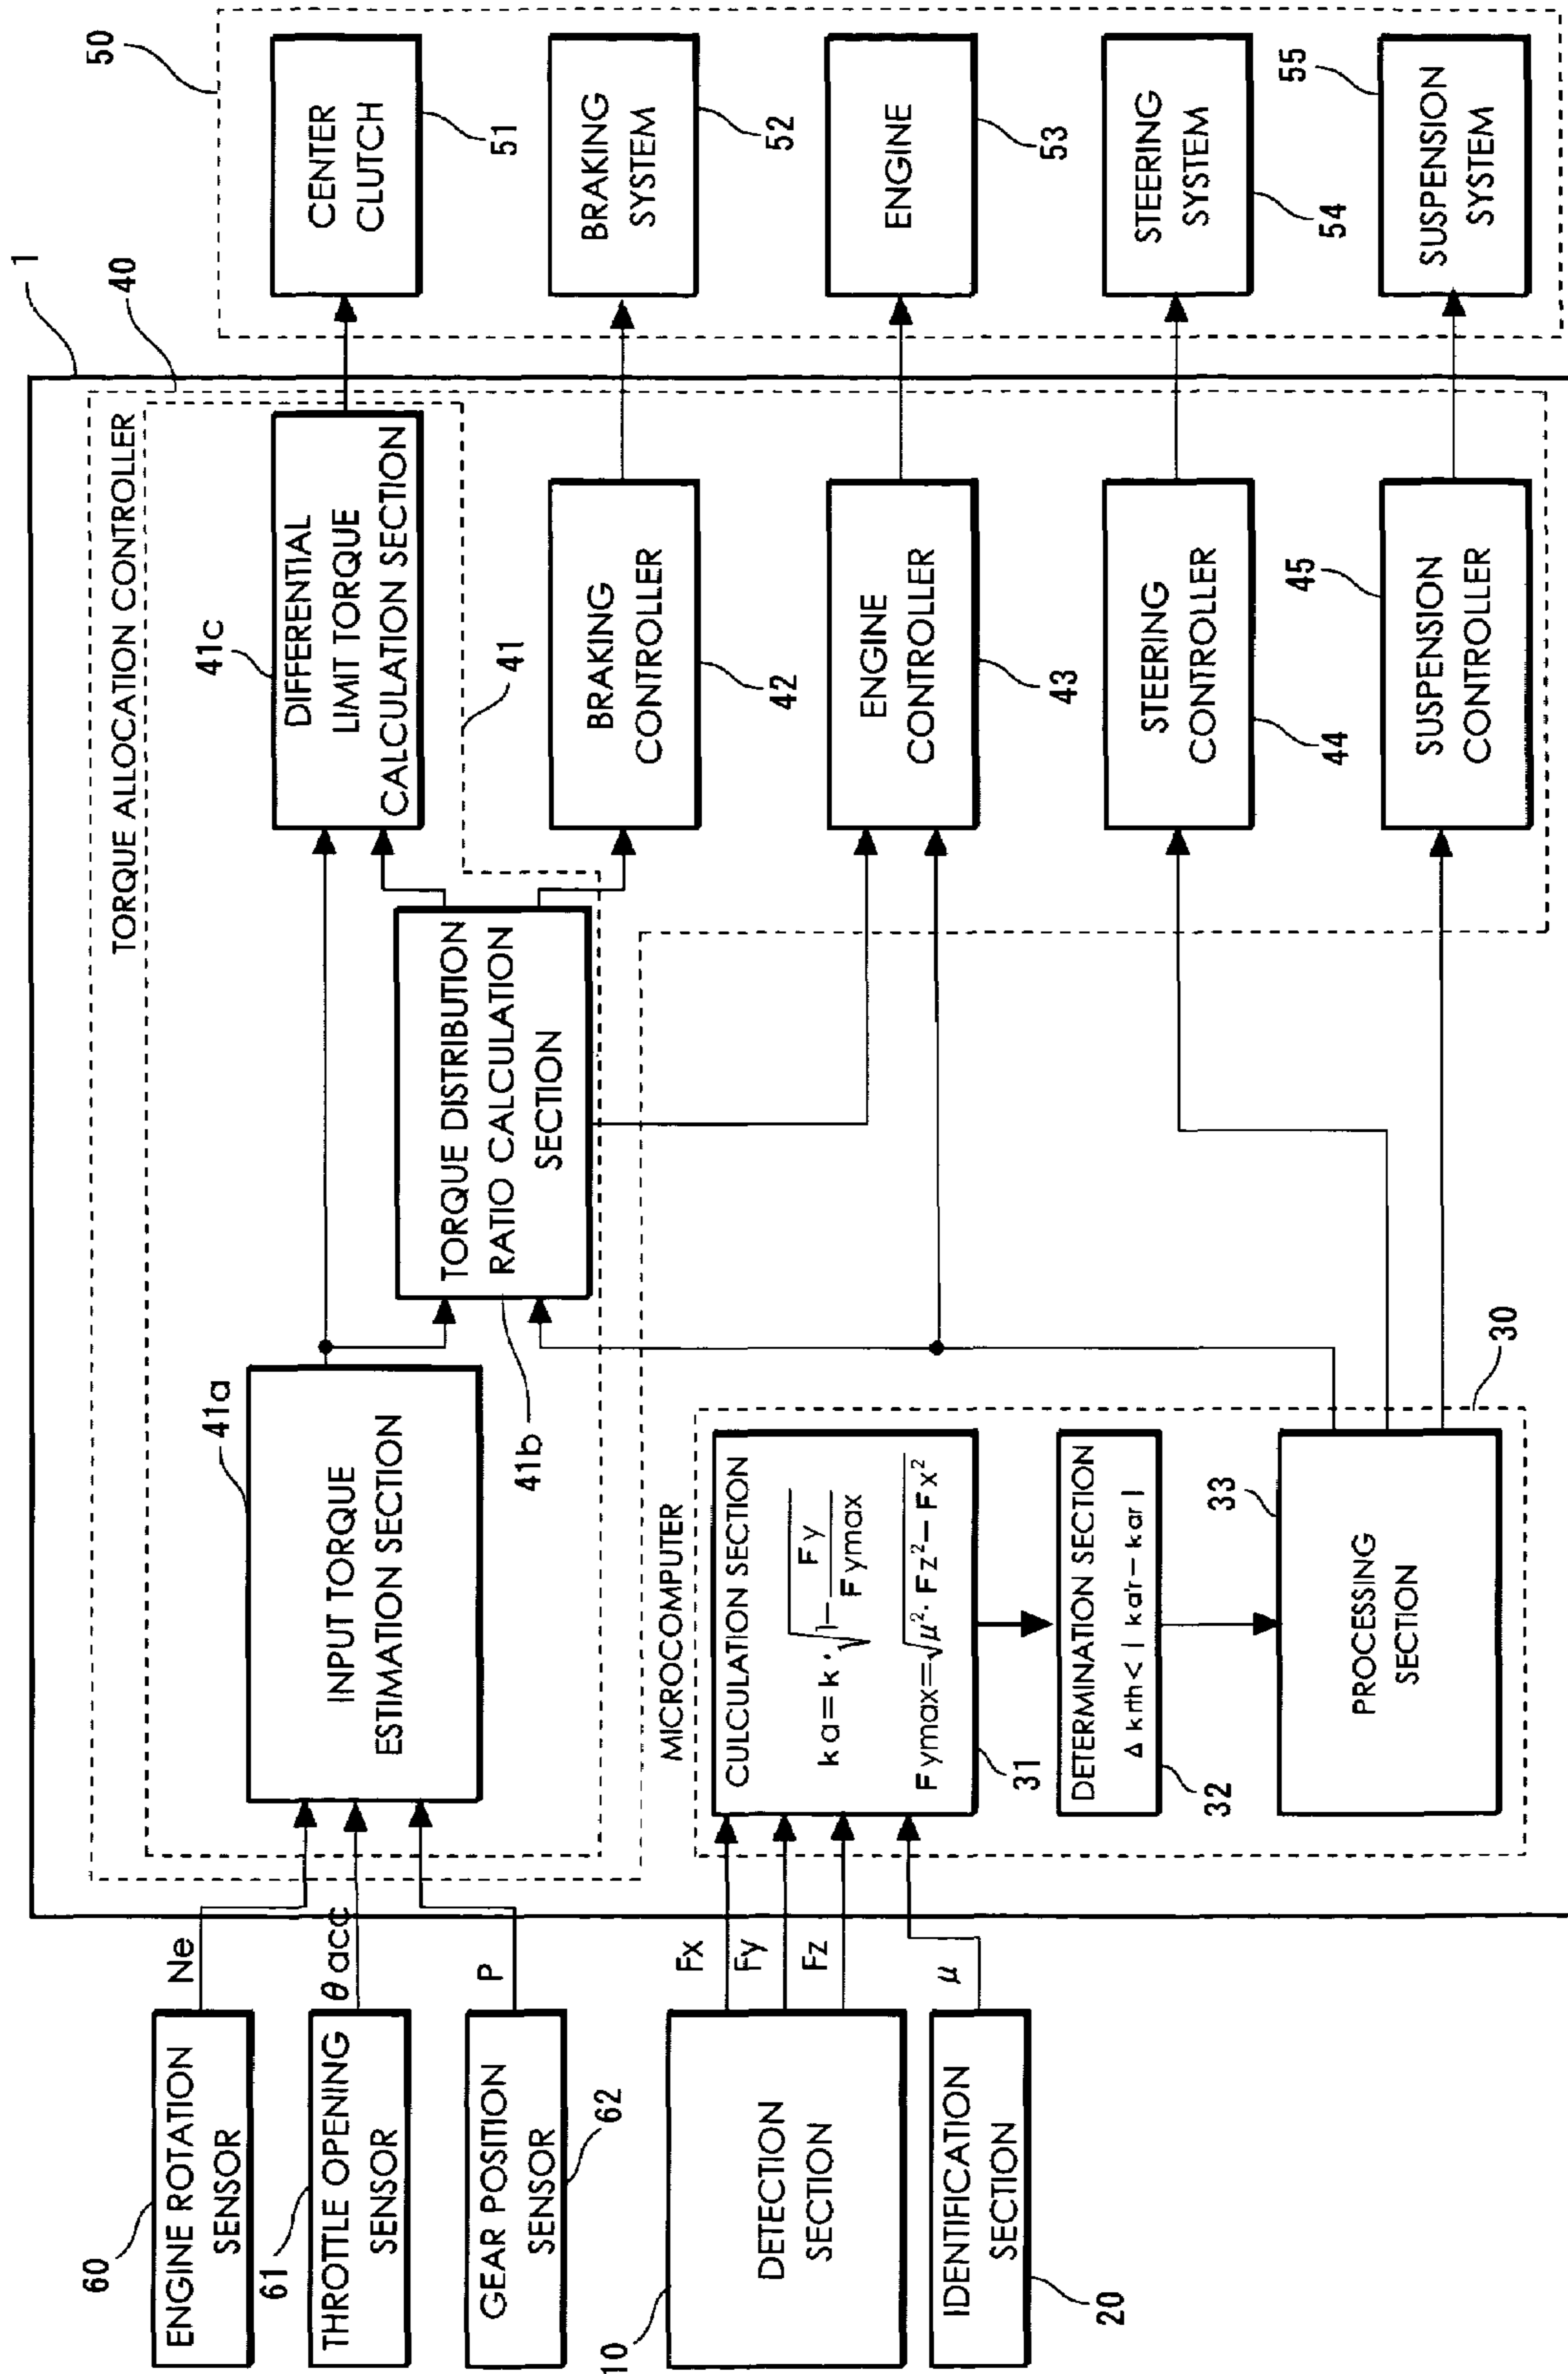 1
50
40
TORQUE ALLOCATION CONTROLLER
60
ENGINE ROTATION
SENSOR
Ne
61
THROTTLE OPENING
SENSOR
θ acc
GEAR POSITION
SENSOR
62
P
41a
INPUT TORQUE
ESTIMATION SECTION
41b
TORQUE DISTRIBUTION
RATIO CALCULATION
SECTION
41c
DIFFERENTIAL
LIMIT TORQUE
CALCULATION SECTION
41
CENTER
CLUTCH
51
BRAKING
CONTROLLER
42
BRAKING
SYSTEM
52
ENGINE
CONTROLLER
43
ENGINE
53
STEERING
CONTROLLER
44
STEERING
SYSTEM
54
45
SUSPENSION
CONTROLLER
55
SUSPENSION
SYSTEM
10
DETECTION
SECTION
Fx
Fy
Fz
IDENTIFICATION
SECTION
20
μ
MICROCOMPUTER
30
CULCULATION SECTION
ka=k·√1-Fy/Fymax
Fymax=√μ²·Fz²-Fx²
31
DETERMINATION SECTION
Δkrth<|ka'r-kar|
32
33
PROCESSING
SECTION